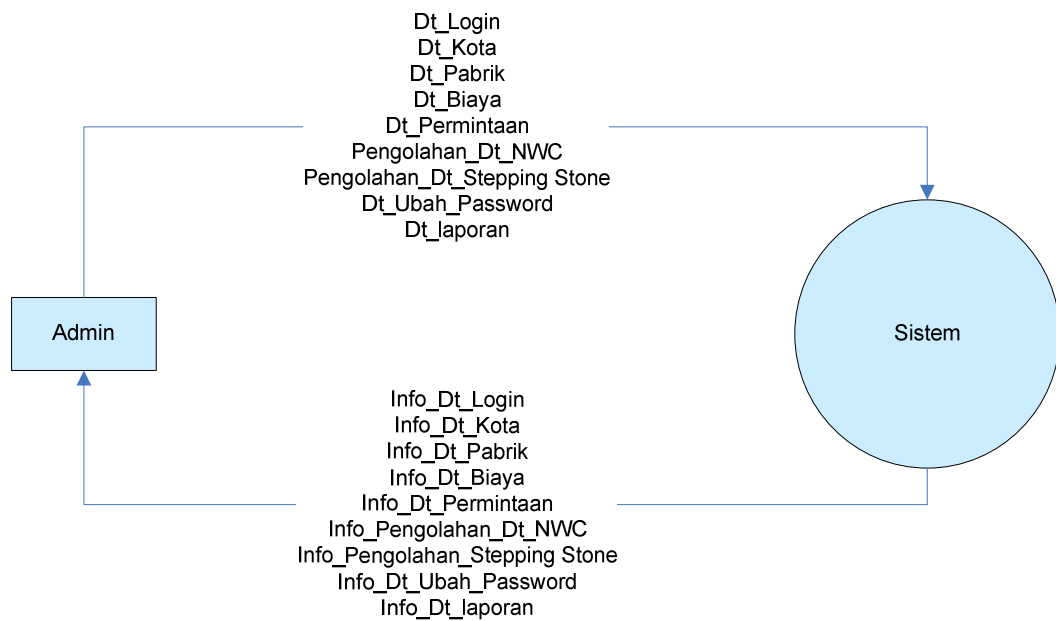 Dt_Login
Dt_Kota
Dt_Pabrik
Dt_Biaya
Dt_Permintaan
Pengolahan_Dt_NWC
Pengolahan_Dt_Stepping Stone
Dt_Ubah_Password
Dt_laporan
Admin
Sistem
Info_Dt_Login
Info_Dt_Kota
Info_Dt_Pabrik
Info_Dt_Biaya
Info_Dt_Permintaan
Info_Pengolahan_Dt_NWC
Info_Pengolahan_Stepping Stone
Info_Dt_Ubah_Password
Info_Dt_laporan